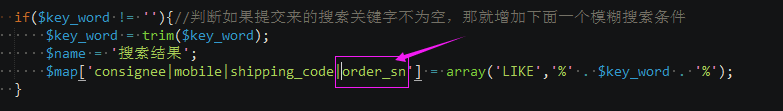 if($key_word != ''){//判断如果提交来的搜索关键字不为空，那就增加下面一个模糊搜索条件
$key_word = trim($key_word);
$name = '搜索结果';
$map['consignee|mobile|shipping_code|order_sn'] = array('LIKE','%' . $key_word . '%');
}